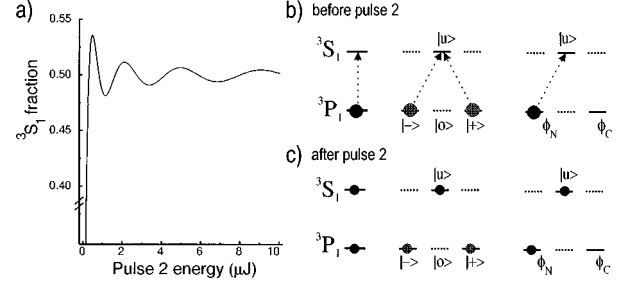 a)
0.55
0.50
0.45
0.40
³S₁ fraction
0 2 4 6 8 10
Pulse 2 energy (μJ)
b) before pulse 2
|u> |u>
³S₁
³P₁
|−> |o> |+> ϕN ϕC
c) after pulse 2
|u> |u>
³S₁
³P₁
|−> |o> |+> ϕN ϕC